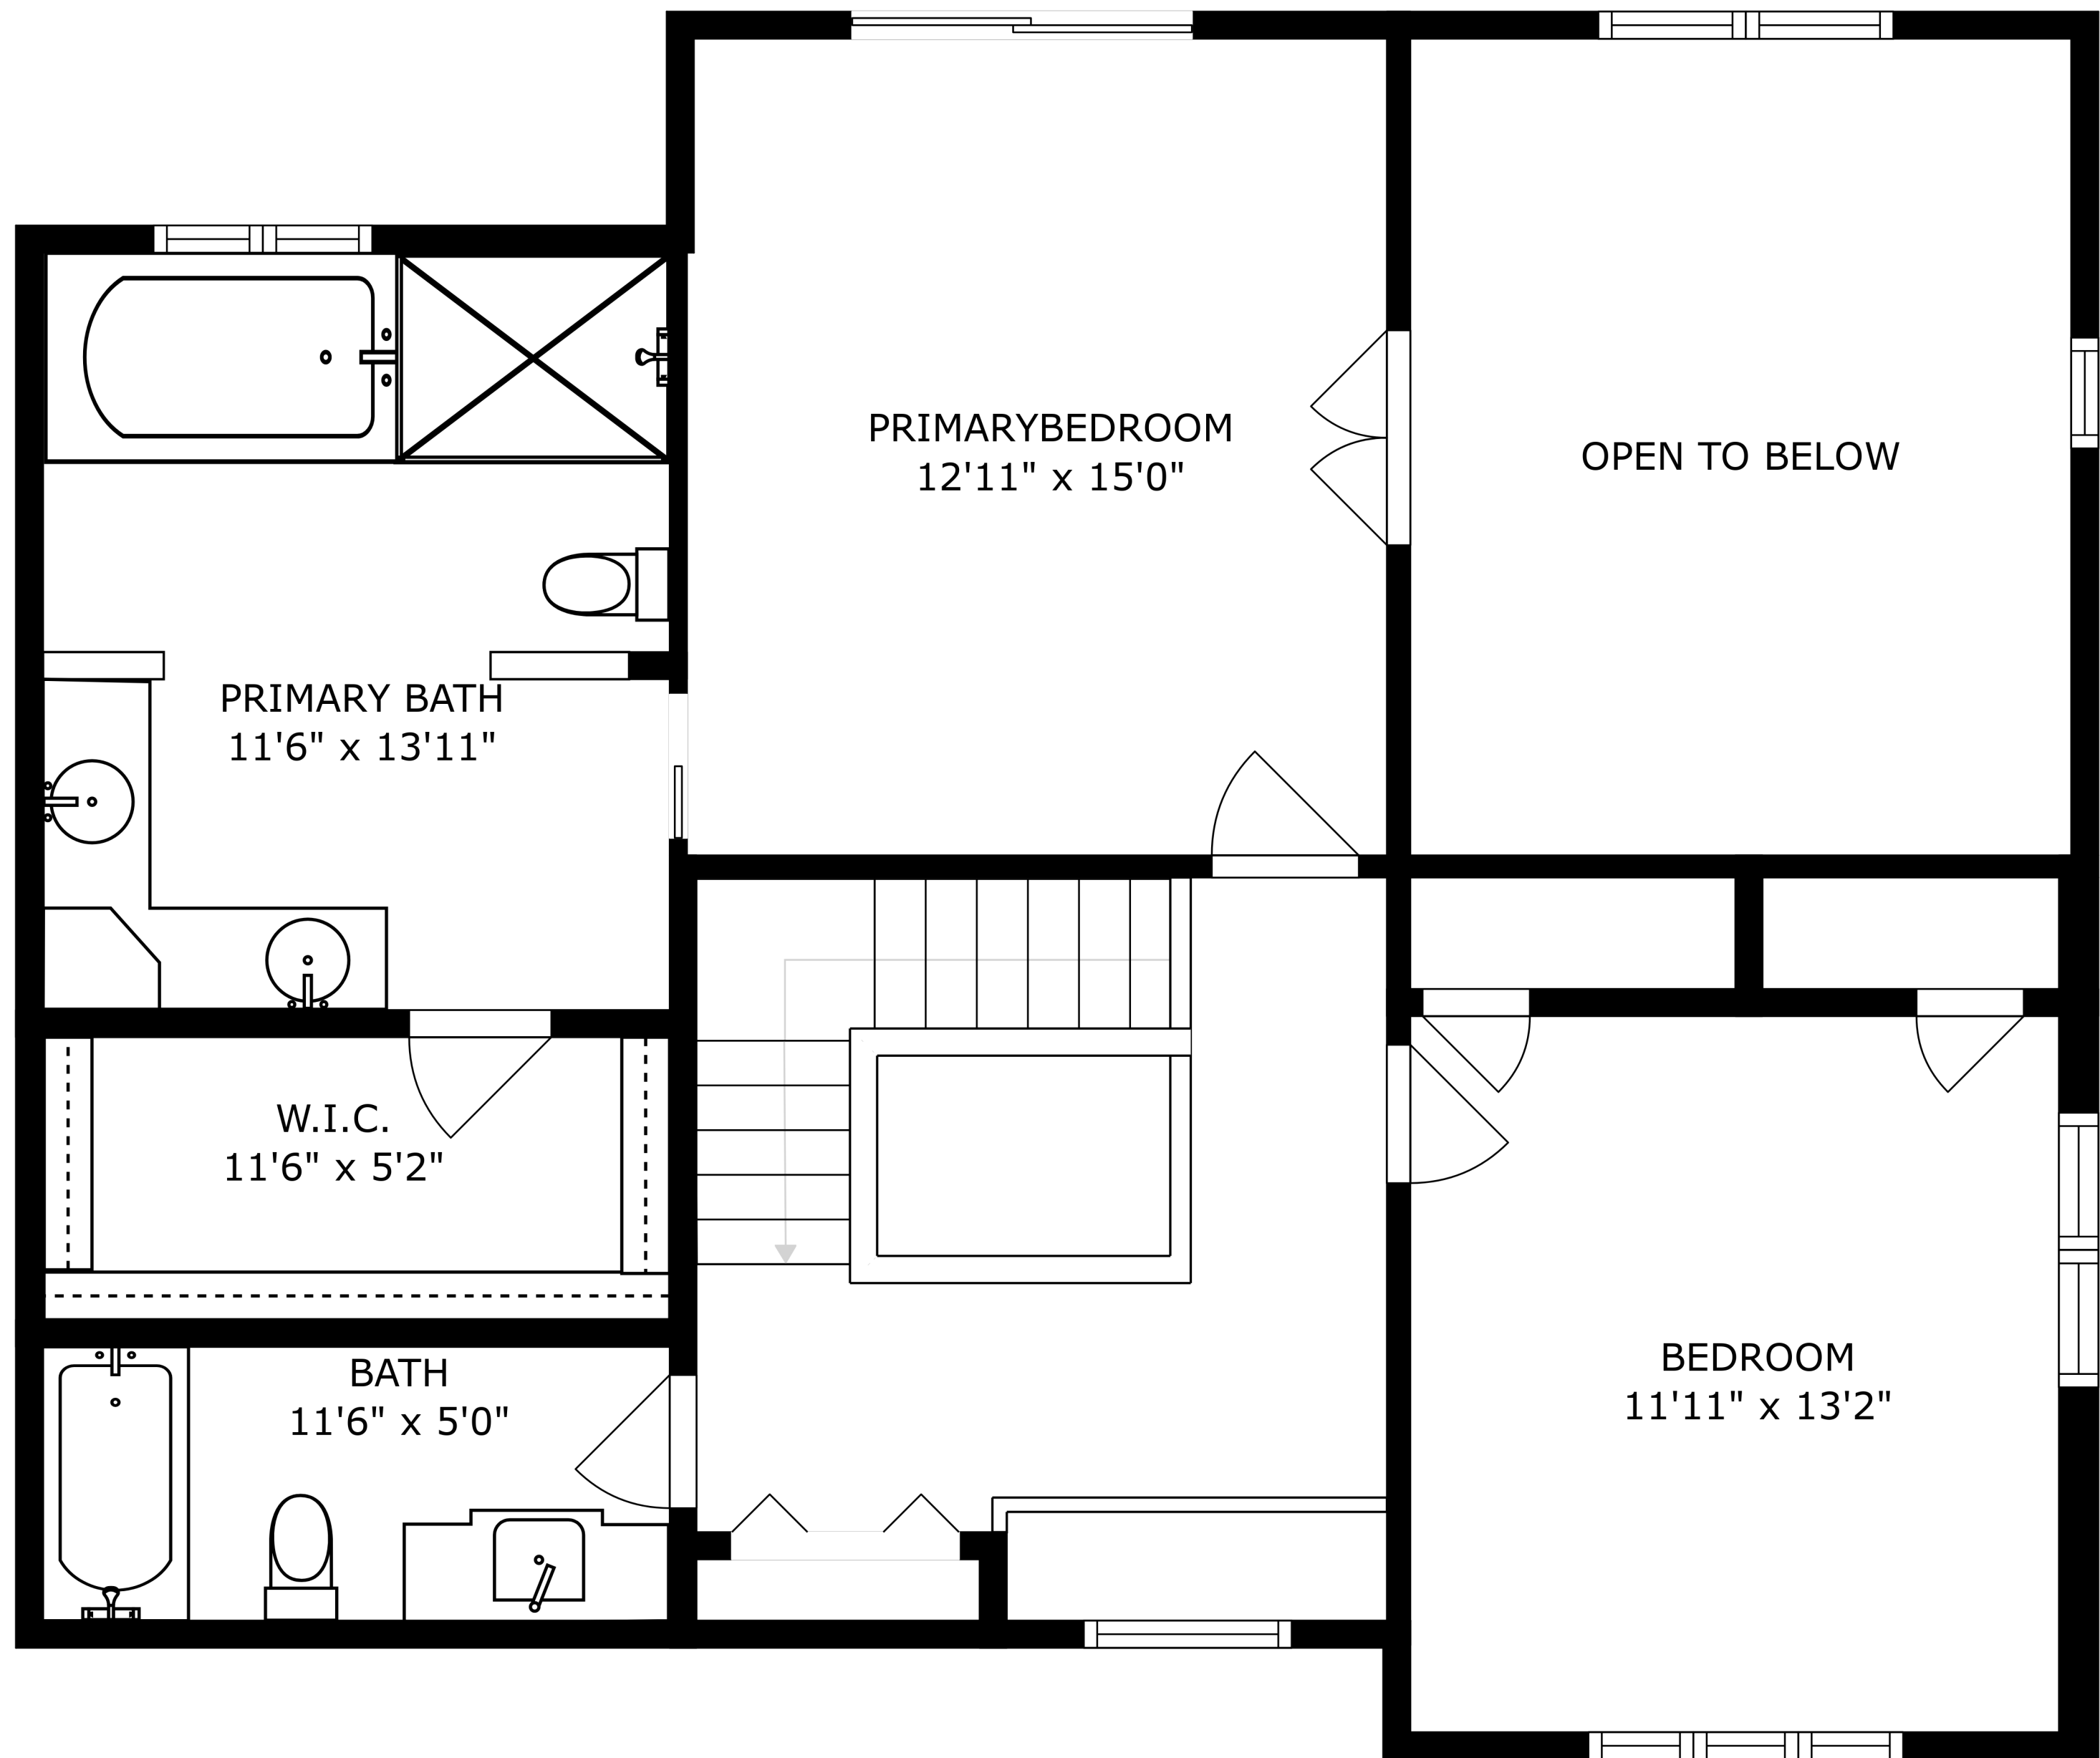 PRIMARYBEDROOM
12'11" x 15'0"
OPEN TO BELOW
PRIMARY BATH
11'6" x 13'11"
W.I.C.
11'6" x 5'2"
BATH
11'6" x 5'0"
BEDROOM
11'11" x 13'2"